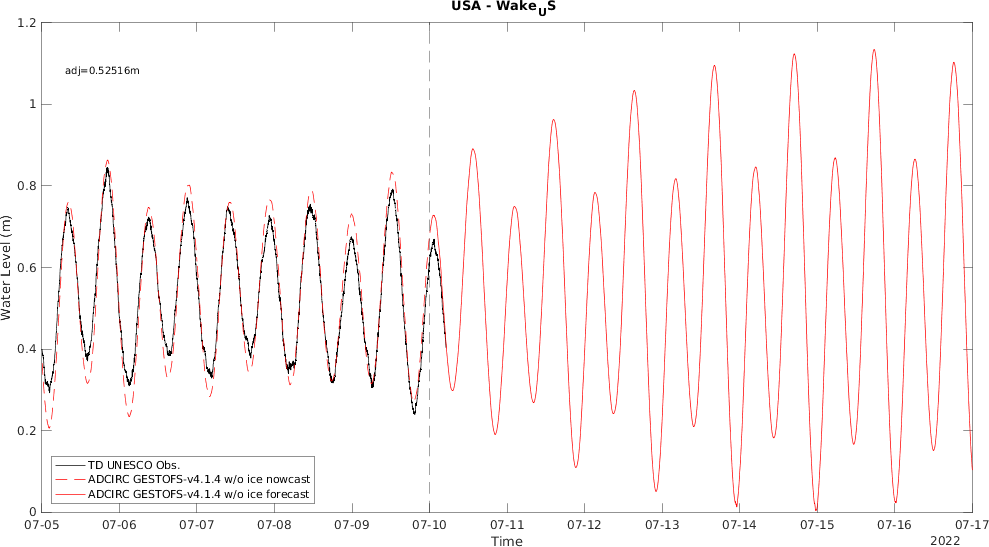 USA - Wake_US
1.2
adj=0.52516m
1
0.8
0.6
0.4
0.2
0
Water Level (m)
TD UNESCO Obs.
ADCIRC GESTOFS-v4.1.4 w/o ice nowcast
ADCIRC GESTOFS-v4.1.4 w/o ice forecast
07-05 07-06 07-07 07-08 07-09 07-10 07-11 07-12 07-13 07-14 07-15 07-16 07-17
Time
2022